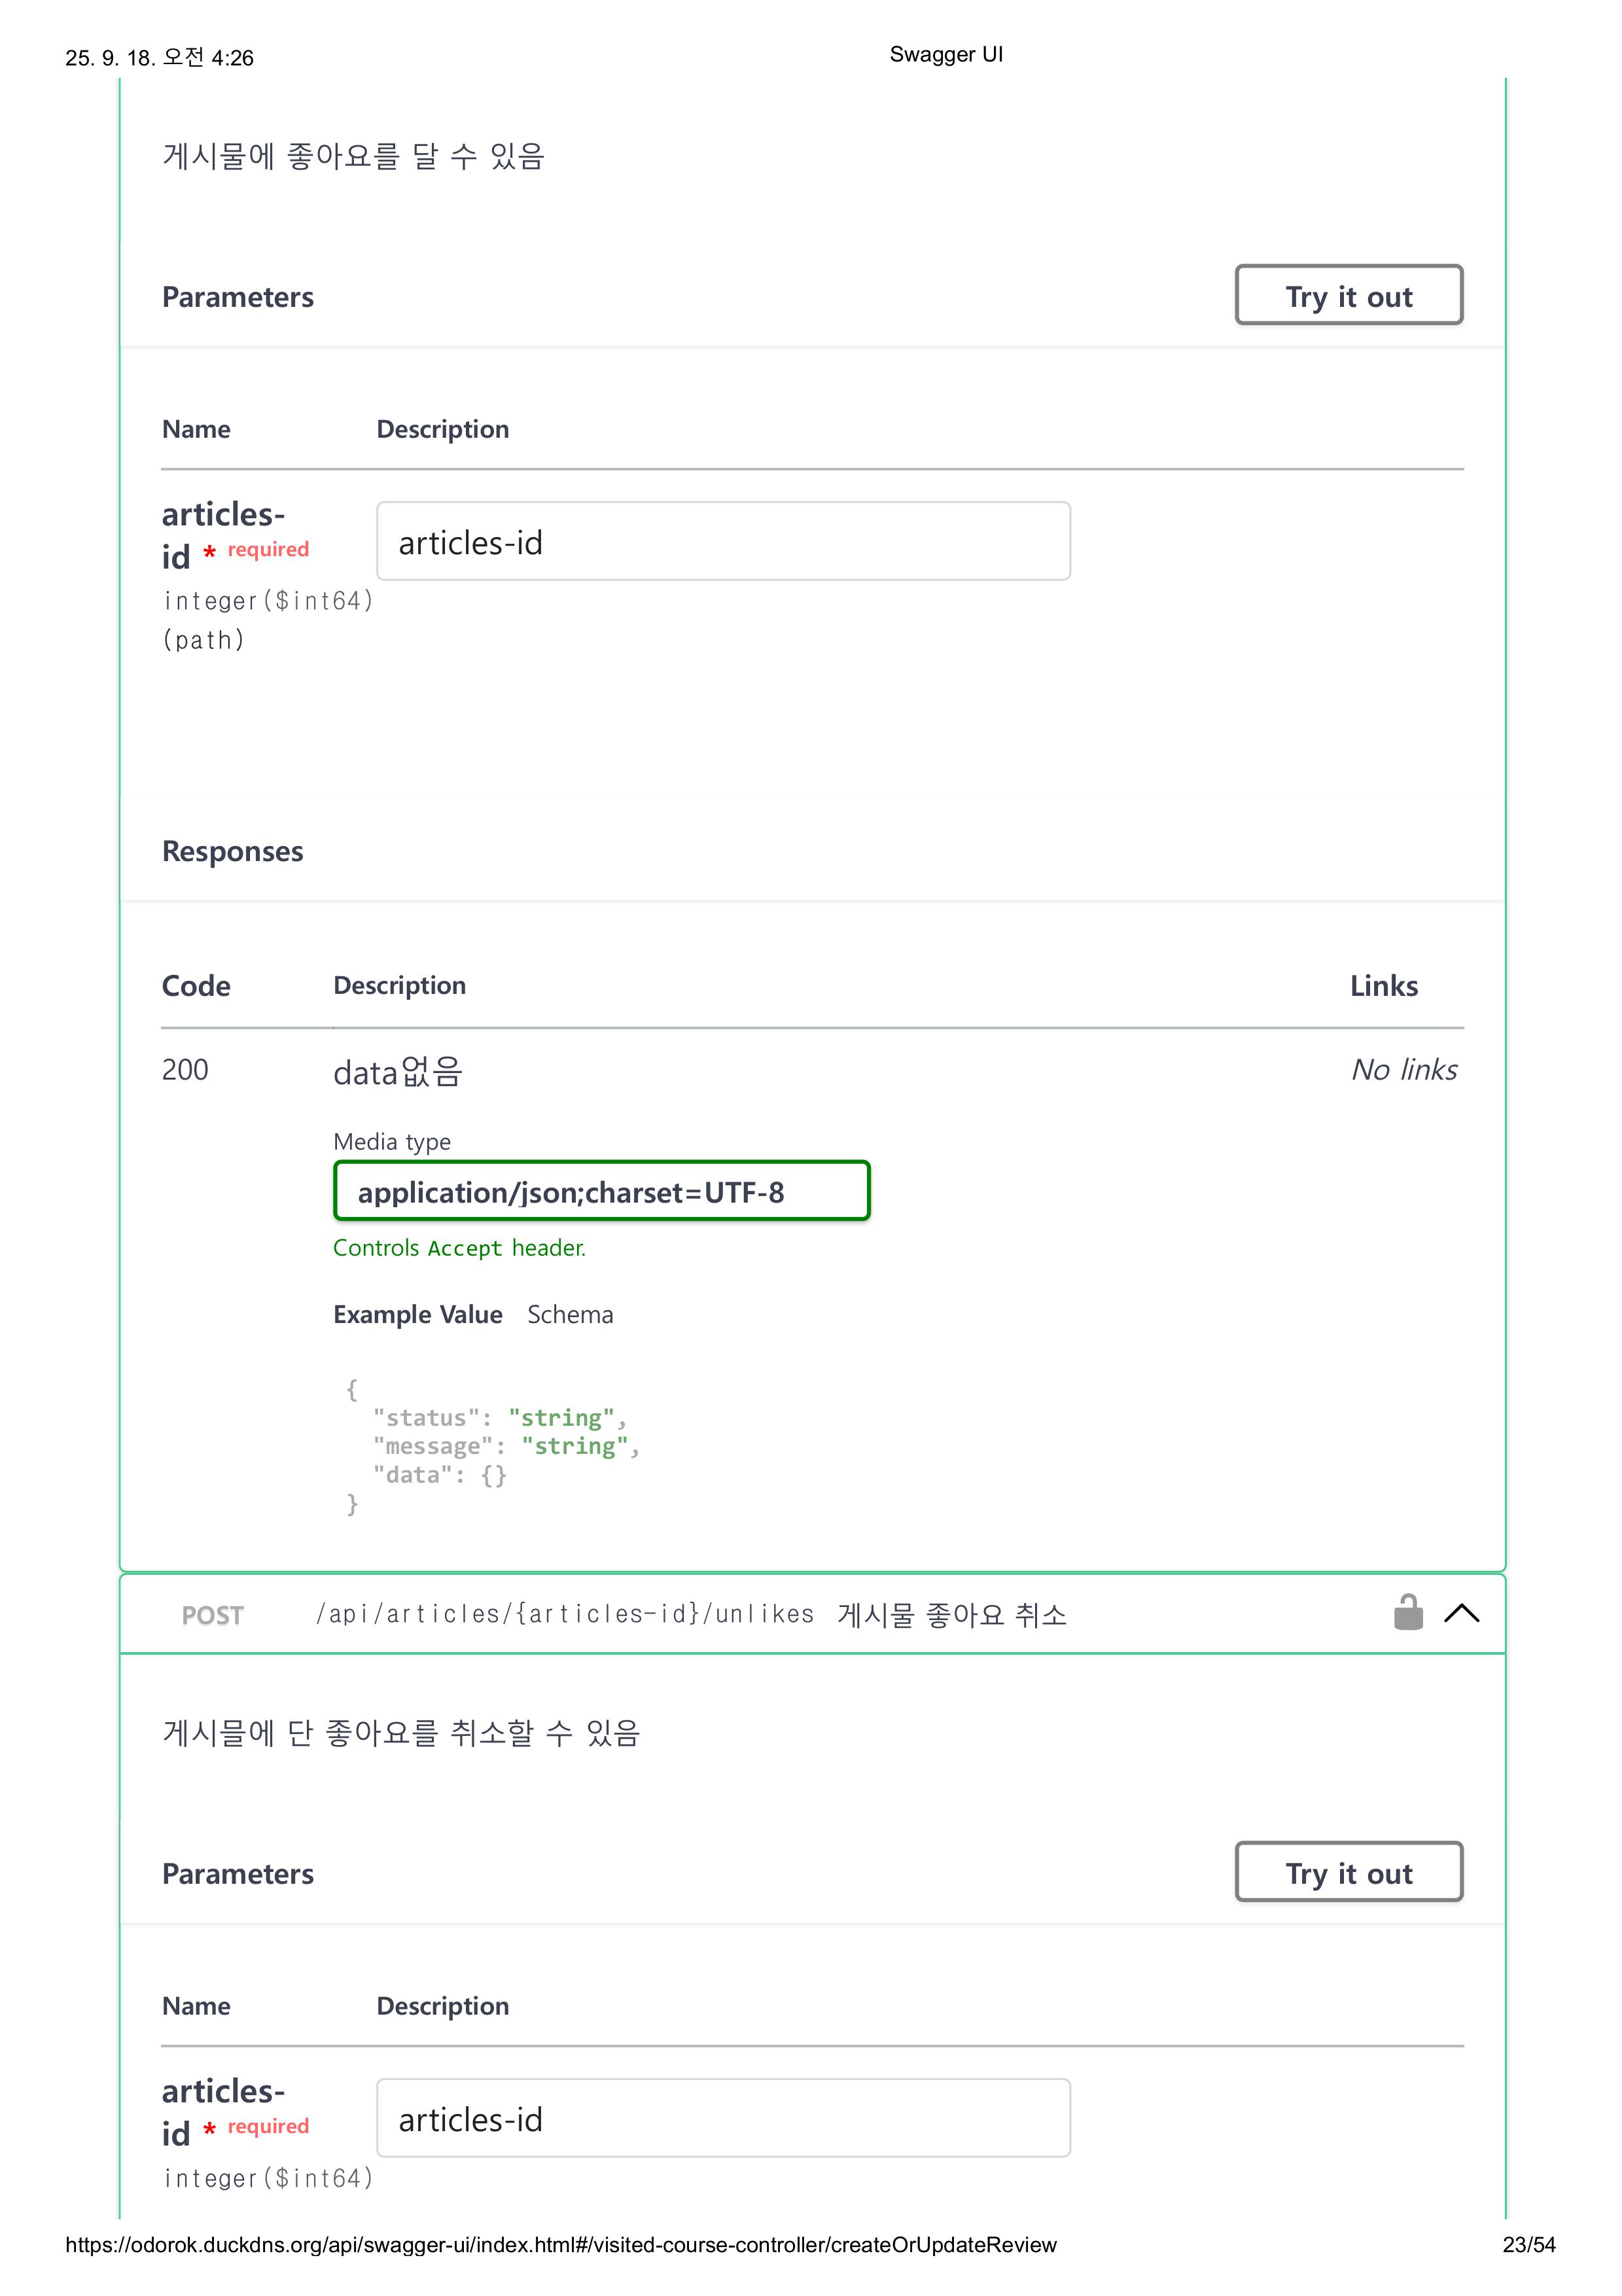 25. 9. 18. 오전 4:26
Swagger UI
게시물에 좋아요를 달 수 있음
Parameters
Try it out
Name Description
articles-
id * required
articles-id
integer($int64)
(path)
Responses
Code Description Links
200 data없음 No links
Media type
application/json;charset=UTF-8
Controls Accept header.
Example Value Schema
{
"status": "string",
"message": "string",
"data": {}
}
POST /api/articles/{articles-id}/unlikes 게시물 좋아요 취소
게시믈에 단 좋아요를 취소할 수 있음
Parameters
Try it out
Name Description
articles-
id * required
articles-id
integer($int64)
https://odorok.duckdns.org/api/swagger-ui/index.html#/visited-course-controller/createOrUpdateReview
23/54